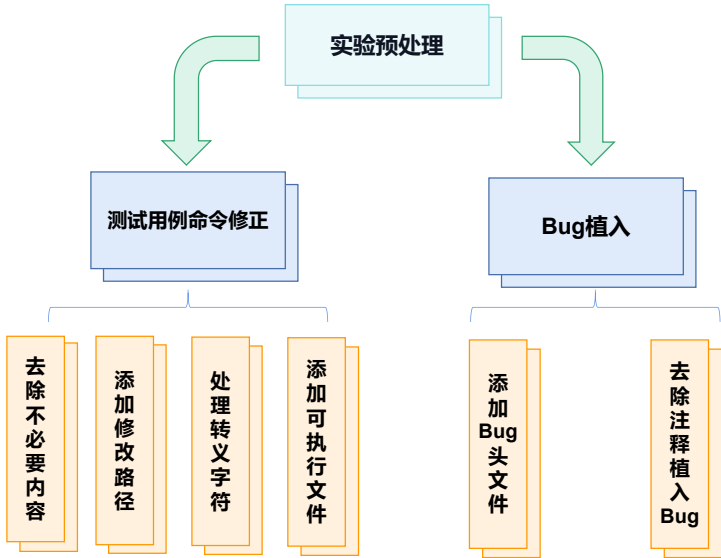 实验预处理
测试用例命令修正
Bug植入
去除不必要内容
添加修改路径
处理转义字符
添加可执行文件
添加Bug头文件
去除注释植入Bug